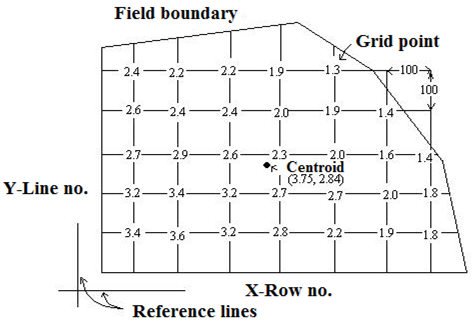 Field boundary
Grid point
2.4 2.2 2.2 1.9 1.3 100
100
2.6 2.4 2.4 2.0 1.9 1.4
2.7 2.9 2.6 2.3 2.0 1.6 1.4
Centroid
(3.75, 2.84)
Y-Line no.
3.2 3.4 3.2 2.7 2.7 2.0 1.8
3.4 3.6 3.2 2.8 2.2 1.9 1.8
X-Row no.
Reference lines